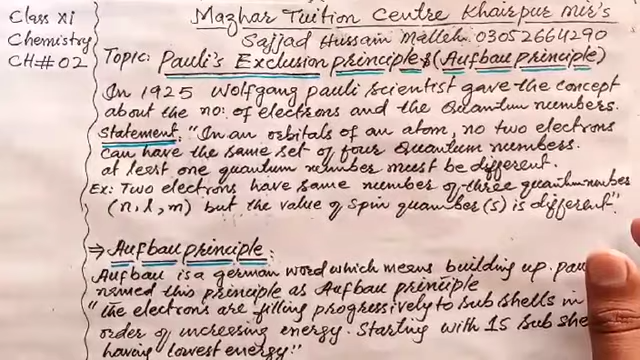 Class XI
Chemistry
CH# 02
Mazhar Tuition Centre Khairpur Mir's
Sajjad Hussain Malleh. 03052664290
Topic: Pauli's Exclusion principle & (Aufbau principle)
In 1925 Wolfgang Pauli scientist gave the concept
about the no: of electrons and the Quantum numbers.
Statement: "In an orbitals of an atom, no two electrons
can have the same set of four Quantum numbers.
at least one quantum number must be different.
Ex: Two electrons have same number of three quantum numbers
(n, l, m) but the value of spin quamber (s) is different".
⇒ Aufbau principle:
Aufbau is a german word which means building up.
named this principle as Aufbau principle
"the electrons are filling progressively to sub shells in
order of increasing energy. Starting with 1S sub
having lowest energy"